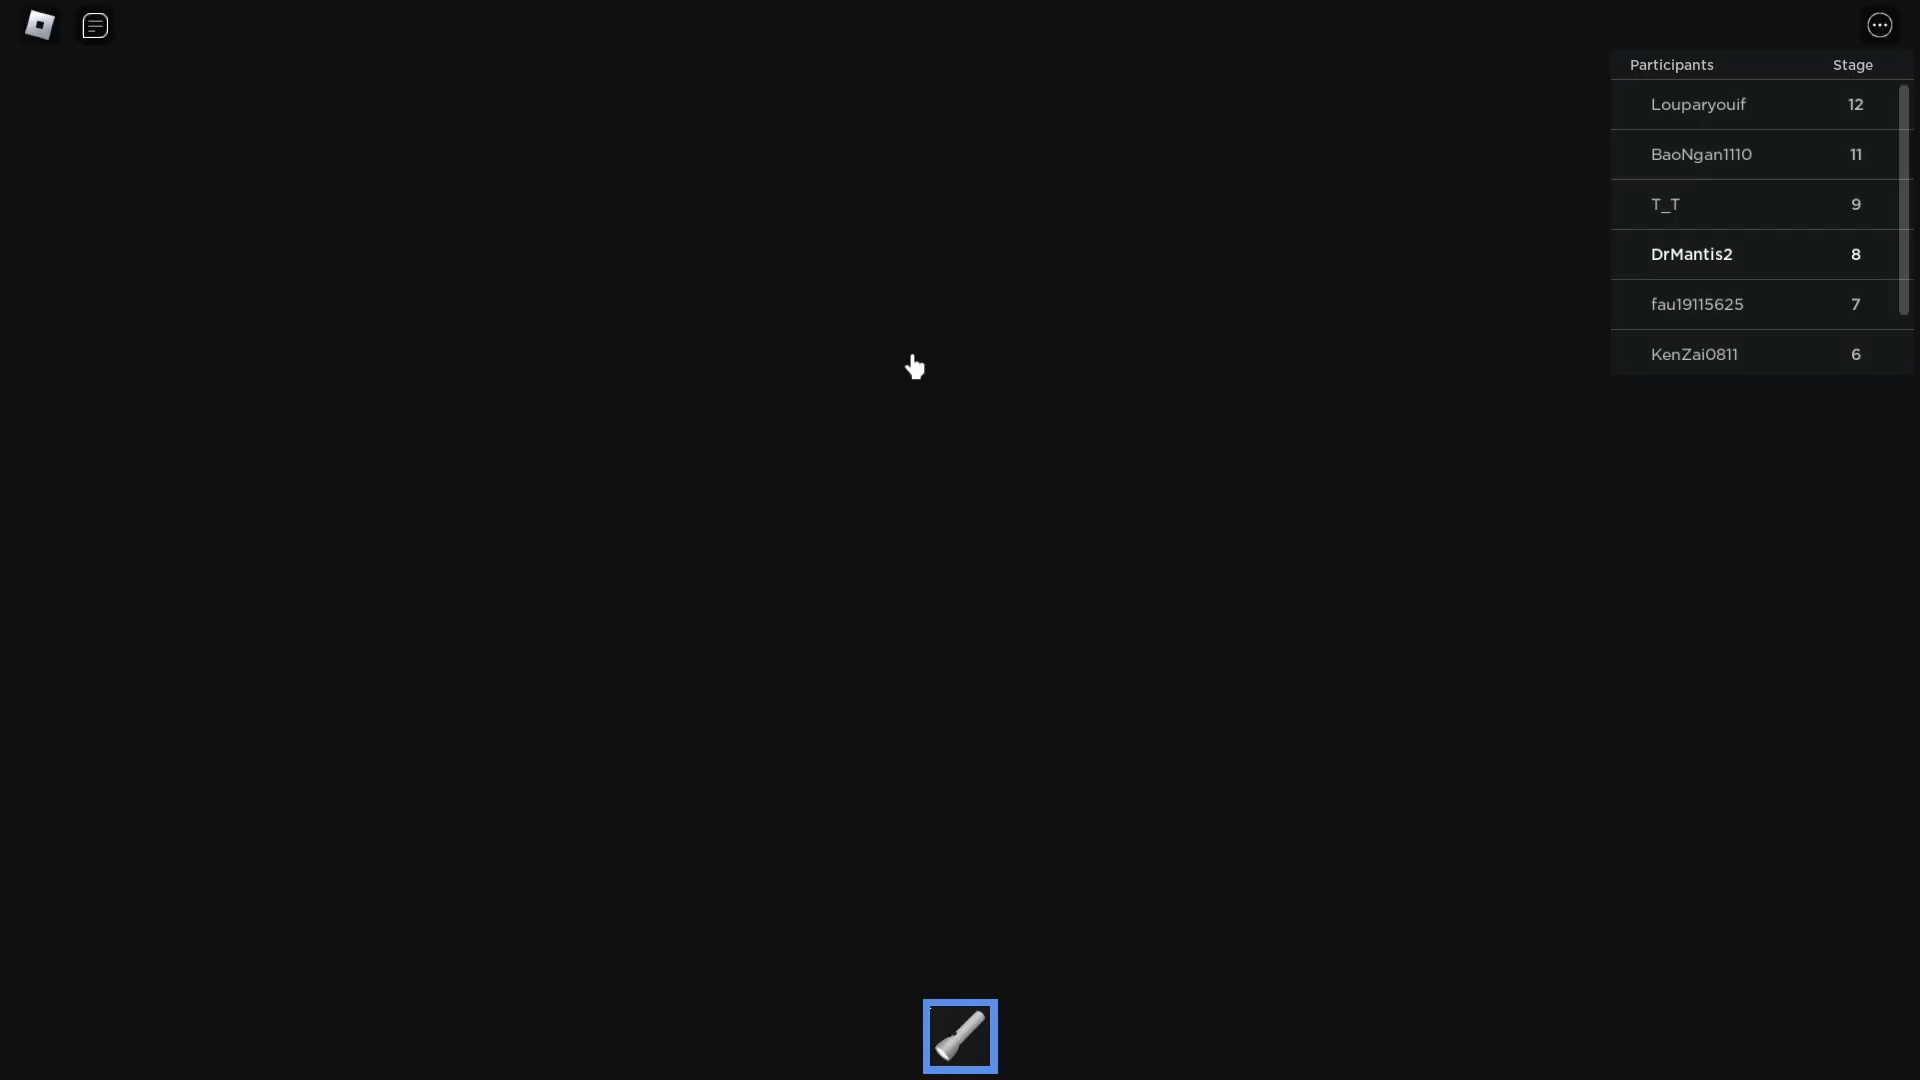 Participants Stage
Louparyouif 12
BaoNgan1110 11
T_T 9
DrMantis2 8
fau19115625 7
KenZai0811 6